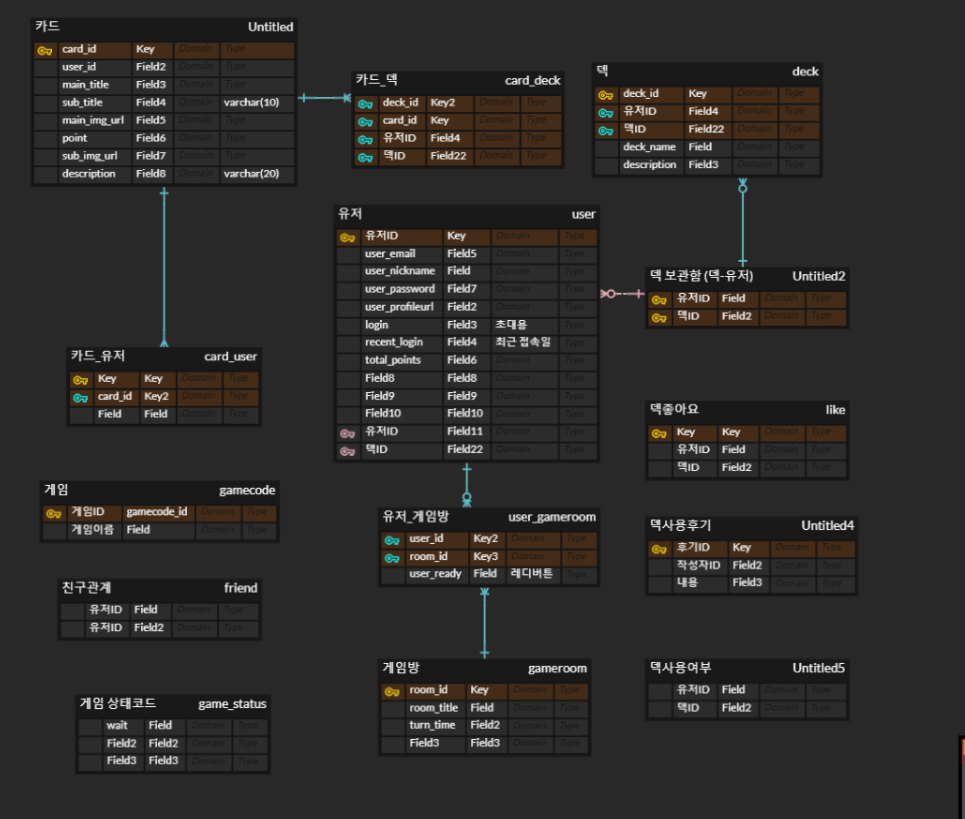 카드 Untitled
card_id Key Domain Type
user_id Field2 Domain Type
main_title Field3 Domain Type
sub_title Field4 Domain varchar(10)
main_img_url Field5 Domain Type
point Field6 Domain Type
sub_img_url Field7 Domain Type
description Field8 Domain varchar(20)
카드_덱 card_deck
deck_id Key2 Domain Type
card_id Key Domain Type
유저ID Field4 Domain Type
덱ID Field22 Domain Type
덱 deck
deck_id Key Domain Type
유저ID Field4 Domain Type
덱ID Field22 Domain Type
deck_name Field Domain Type
description Field3 Domain Type
유저 user
유저ID Key Domain Type
user_email Field5 Domain Type
user_nickname Field Domain Type
user_password Field7 Domain Type
user_profileurl Field2 Domain Type
login Field3 초대용 Type
recent_login Field4 최근 접속일 Type
total_points Field6 Domain Type
Field8 Field8 Domain Type
Field9 Field9 Domain Type
Field10 Field10 Domain Type
유저ID Field11 Domain Type
덱ID Field22 Domain Type
덱 보관함 (덱-유저) Untitled2
유저ID Field Domain Type
덱ID Field2 Domain Type
카드_유저 card_user
Key Key Domain Type
card_id Key2 Domain Type
Field Field Domain Type
덱좋아요 like
Key Key Domain Type
유저ID Field Domain Type
덱ID Field2 Domain Type
게임 gamecode
게임ID gamecode_id Domain Type
게임이름 Field Domain Type
유저_게임방 user_gameroom
user_id Key2 Domain Type
room_id Key3 Domain Type
user_ready Field 레디버튼 Type
덱사용후기 Untitled4
후기ID Key Domain Type
작성자ID Field2 Domain Type
내용 Field3 Domain Type
친구관계 friend
유저ID Field Domain Type
유저ID Field2 Domain Type
게임방 gameroom
room_id Key Domain Type
room_title Field Domain Type
turn_time Field2 Domain Type
Field3 Field3 Domain Type
덱사용여부 Untitled5
유저ID Field Domain Type
덱ID Field2 Domain Type
게임 상태코드 game_status
wait Field Domain Type
Field2 Field2 Domain Type
Field3 Field3 Domain Type